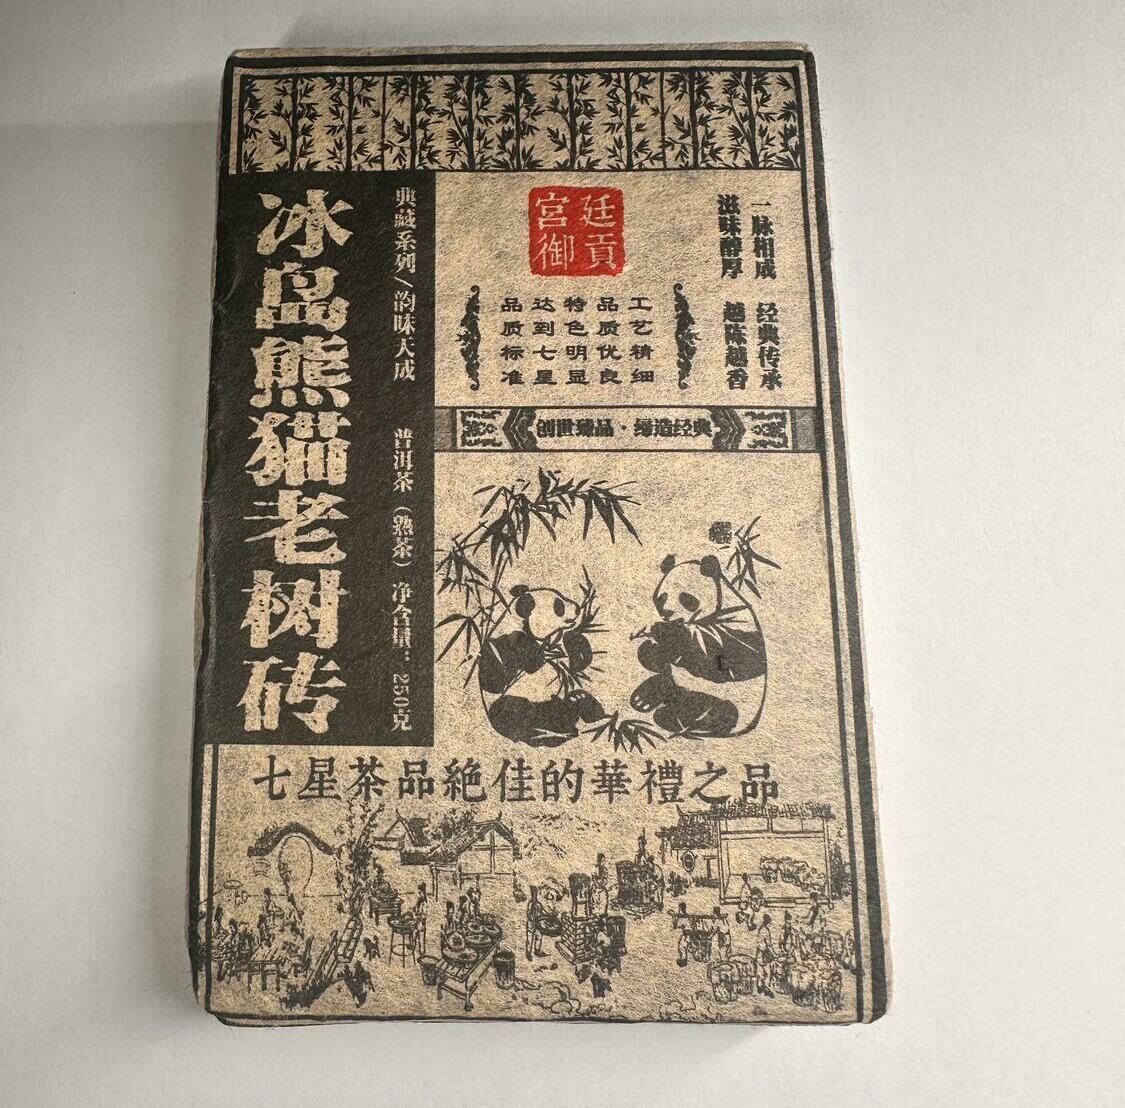 冰岛熊猫老树砖
典藏系列/韵味天成
普洱茶(熟茶) 净含量:250克
宫廷
御貢
一脉相成 经典传承
滋味醇厚 越陈越香
工艺精细
品质优良
特色明显
达到七星
品质标准
创世臻品·缔造经典
七星茶品絶佳的華禮之品